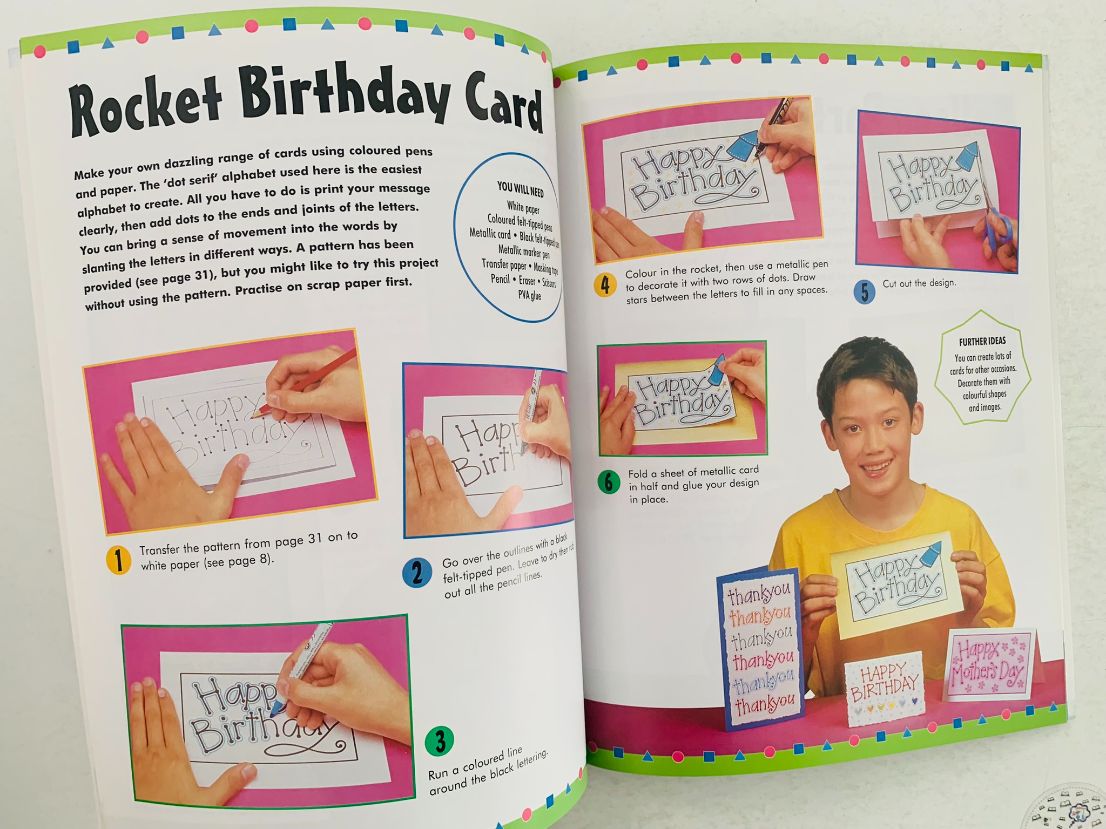 Rocket Birthday Card
Make your own dazzling range of cards using coloured pens
and paper. The 'dot serif' alphabet used here is the easiest
alphabet to create. All you have to do is print your message
clearly, then add dots to the ends and joints of the letters.
You can bring a sense of movement into the words by
slanting the letters in different ways. A pattern has been
provided (see page 31), but you might like to try this project
without using the pattern. Practise on scrap paper first.
YOU WILL NEED
White paper
Coloured felt-tipped pens
Metallic card • Black felt-tipped
Metallic marker pen
Transfer paper • Masking tape
Pencil • Eraser • Scissors
PVA glue
Happy
Birthday
1
Transfer the pattern from page 31 on to
white paper (see page 8).
Happ
Birth
2
Go over the outlines with a black
felt-tipped pen. Leave to dry then rub
out all the pencil lines.
Happ
Birthday
3
Run a coloured line
around the black lettering.
Happy
Birthday
4
Colour in the rocket, then use a metallic pen
to decorate it with two rows of dots. Draw
stars between the letters to fill in any spaces.
Happy
Birthday
5
Cut out the design.
Happy
Birthday
6
Fold a sheet of metallic card
in half and glue your design
in place.
FURTHER IDEAS
You can create lots of
cards for other occasions.
Decorate them with
colourful shapes
and images.
Happy
Birthday
thankyou
thankyou
thankyou
thankyou
thankyou
thankyou
HAPPY
BIRTHDAY
Happy
Mother's Day